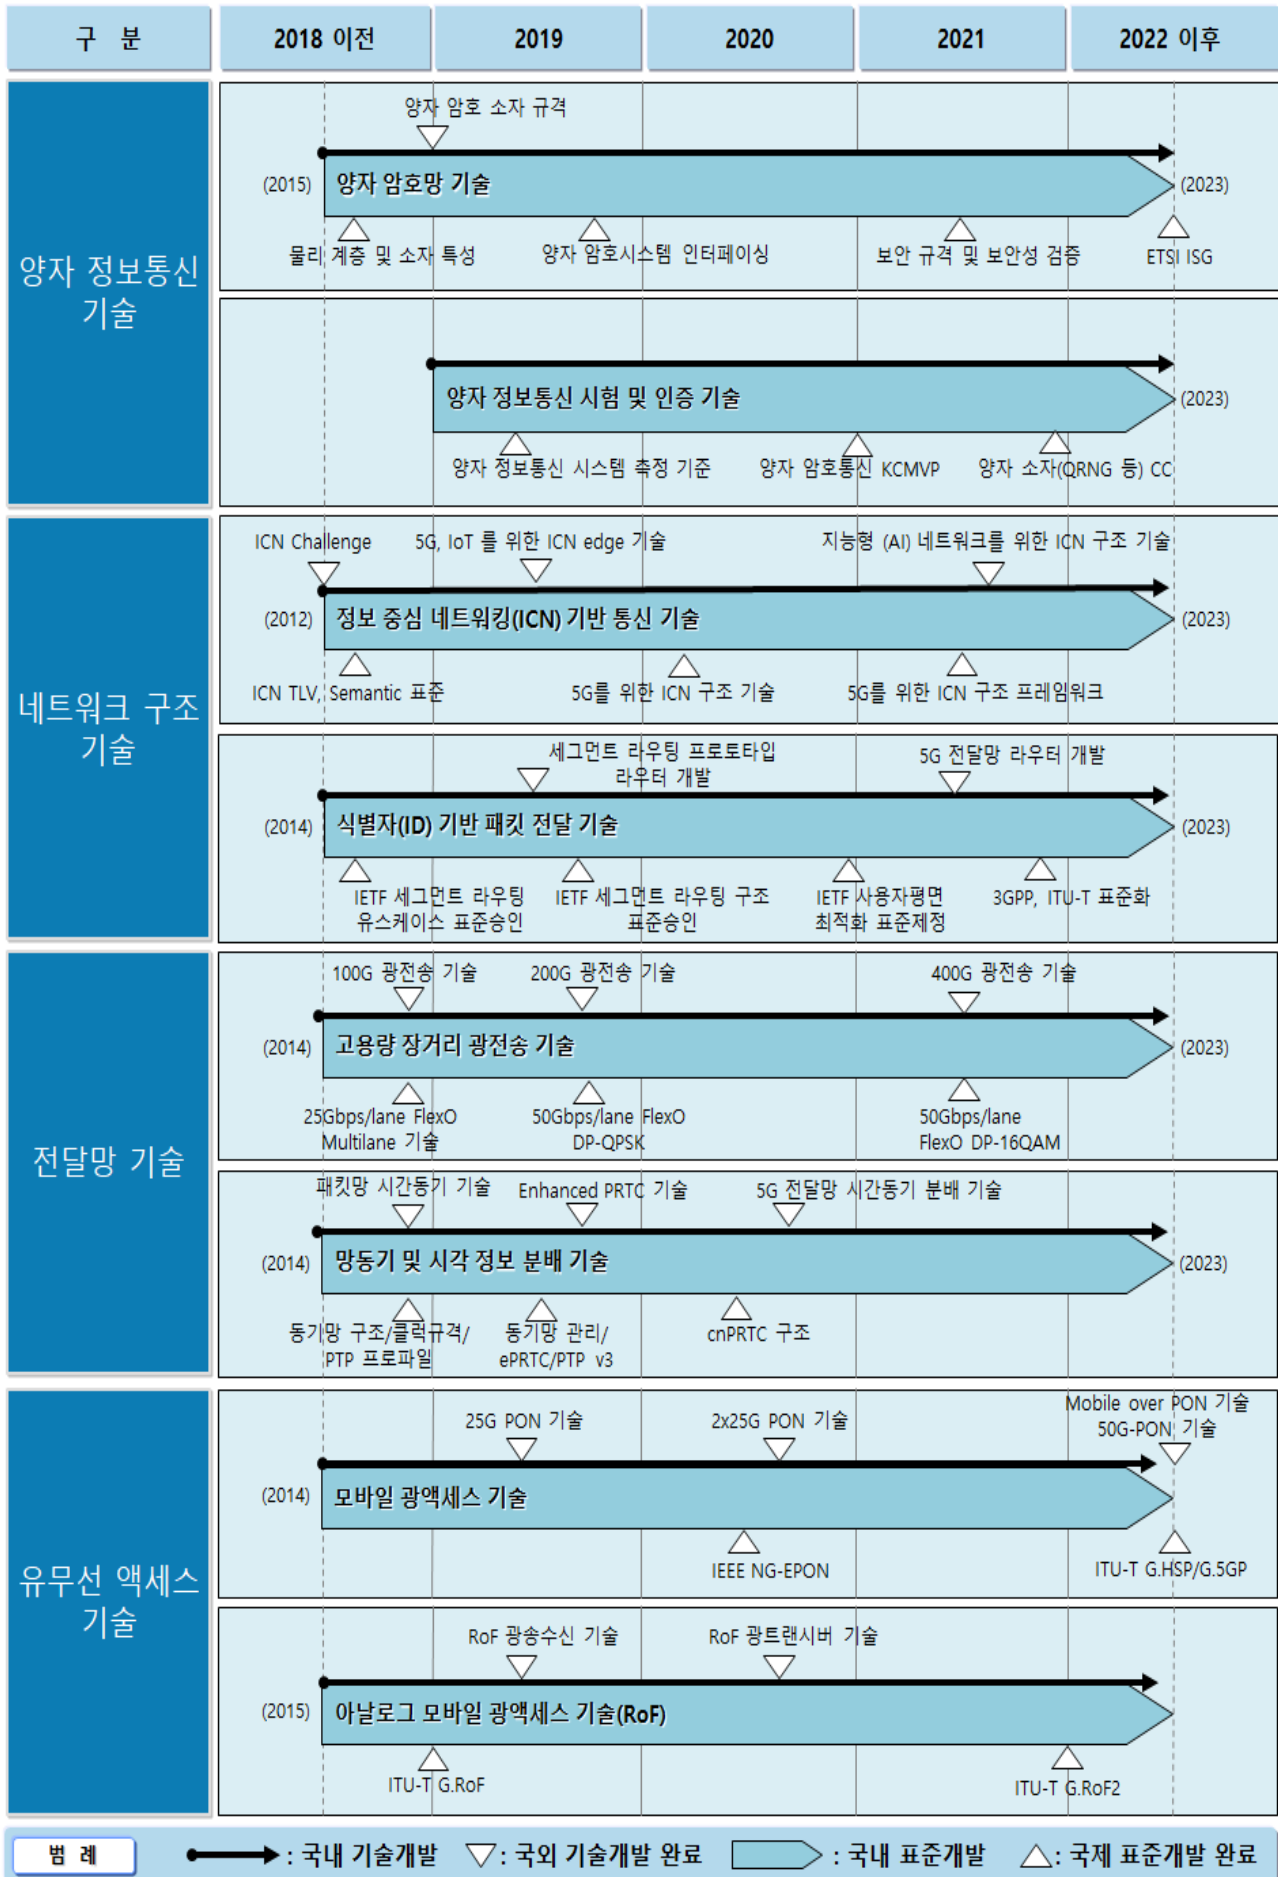 구 분
2018 이전
2019
2020
2021
2022 이후
양자 정보통신
기술
양자 암호 소자 규격
(2015)
양자 암호망 기술
(2023)
물리 계층 및 소자 특성
양자 암호시스템 인터페이싱
보안 규격 및 보안성 검증
ETSI ISG
양자 정보통신 시험 및 인증 기술
(2023)
양자 정보통신 시스템 측정 기준
양자 암호통신 KCMVP
양자 소자(QRNG 등) CC
네트워크 구조
기술
ICN Challenge
5G, IoT 를 위한 ICN edge 기술
지능형 (AI) 네트워크를 위한 ICN 구조 기술
(2012)
정보 중심 네트워킹(ICN) 기반 통신 기술
(2023)
ICN TLV, Semantic 표준
5G를 위한 ICN 구조 기술
5G를 위한 ICN 구조 프레임워크
세그먼트 라우팅 프로토타입
라우터 개발
5G 전달망 라우터 개발
(2014)
식별자(ID) 기반 패킷 전달 기술
(2023)
IETF 세그먼트 라우팅
유스케이스 표준승인
IETF 세그먼트 라우팅 구조
표준승인
IETF 사용자평면
최적화 표준제정
3GPP, ITU-T 표준화
전달망 기술
100G 광전송 기술
200G 광전송 기술
400G 광전송 기술
(2014)
고용량 장거리 광전송 기술
(2023)
25Gbps/lane FlexO
Multilane 기술
50Gbps/lane FlexO
DP-QPSK
50Gbps/lane
FlexO DP-16QAM
패킷망 시간동기 기술
Enhanced PRTC 기술
5G 전달망 시간동기 분배 기술
(2014)
망동기 및 시각 정보 분배 기술
(2023)
동기망 구조/클럭규격/
PTP 프로파일
동기망 관리/
ePRTC/PTP v3
cnPRTC 구조
유무선 액세스
기술
25G PON 기술
2x25G PON 기술
Mobile over PON 기술
50G-PON 기술
(2014)
모바일 광액세스 기술
IEEE NG-EPON
ITU-T G.HSP/G.5GP
RoF 광송수신 기술
RoF 광트랜시버 기술
(2015)
아날로그 모바일 광액세스 기술(RoF)
ITU-T G.RoF
ITU-T G.RoF2
범 례
: 국내 기술개발
: 국외 기술개발 완료
: 국내 표준개발
: 국제 표준개발 완료